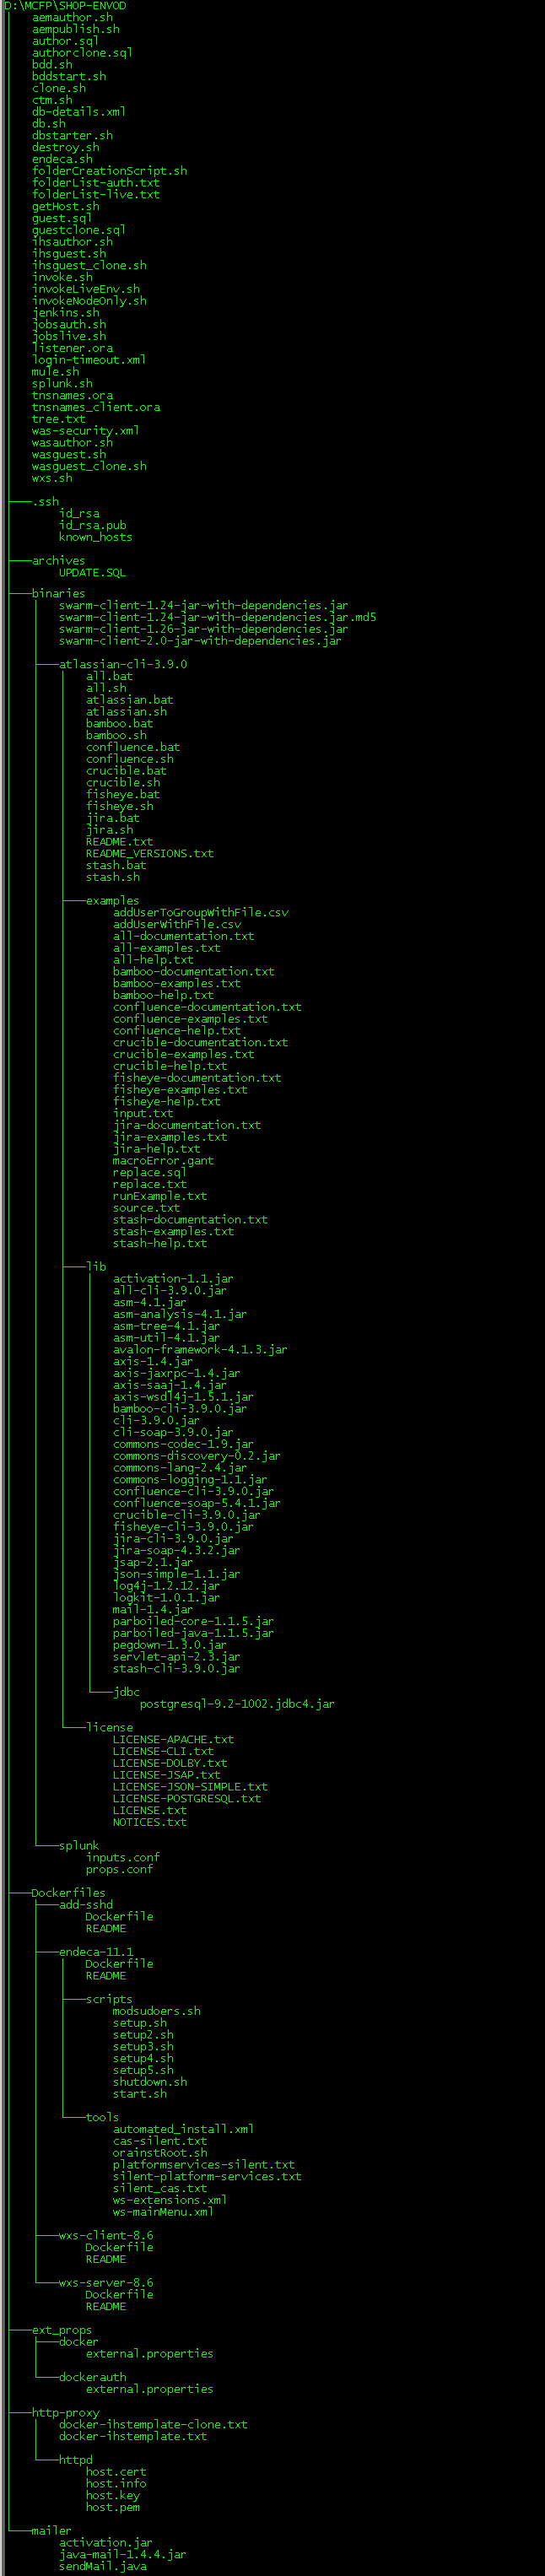 D:\MCFP\SHOP-ENVOD
aemauthor.sh
aempublish.sh
author.sql
authorclone.sql
bdd.sh
bddstart.sh
clone.sh
ctm.sh
db-details.xml
db.sh
dbstarter.sh
destroy.sh
endeca.sh
folderCreationScript.sh
folderList-auth.txt
folderList-live.txt
getHost.sh
guest.sql
guestclone.sql
ihsauthor.sh
ihsguest.sh
ihsguest_clone.sh
invoke.sh
invokeLiveEnv.sh
invokeNodeOnly.sh
jenkins.sh
jobsauth.sh
jobslive.sh
listener.ora
login-timeout.xml
mule.sh
splunk.sh
tnsnames.ora
tnsnames_client.ora
tree.txt
was-security.xml
wasauthor.sh
wasguest.sh
wasguest_clone.sh
wxs.sh
.ssh
id_rsa
id_rsa.pub
known_hosts
archives
UPDATE.SQL
binaries
swarm-client-1.24-jar-with-dependencies.jar
swarm-client-1.24-jar-with-dependencies.jar.md5
swarm-client-1.26-jar-with-dependencies.jar
swarm-client-2.0-jar-with-dependencies.jar
atlassian-cli-3.9.0
all.bat
all.sh
atlassian.bat
atlassian.sh
bamboo.bat
bamboo.sh
confluence.bat
confluence.sh
crucible.bat
crucible.sh
fisheye.bat
fisheye.sh
jira.bat
jira.sh
README.txt
README_VERSIONS.txt
stash.bat
stash.sh
examples
addUserToGroupWithFile.csv
addUserWithFile.csv
all-documentation.txt
all-examples.txt
all-help.txt
bamboo-documentation.txt
bamboo-examples.txt
bamboo-help.txt
confluence-documentation.txt
confluence-examples.txt
confluence-help.txt
crucible-documentation.txt
crucible-examples.txt
crucible-help.txt
fisheye-documentation.txt
fisheye-examples.txt
fisheye-help.txt
input.txt
jira-documentation.txt
jira-examples.txt
jira-help.txt
macroError.gant
replace.sql
replace.txt
runExample.txt
source.txt
stash-documentation.txt
stash-examples.txt
stash-help.txt
lib
activation-1.1.jar
all-cli-3.9.0.jar
asm-4.1.jar
asm-analysis-4.1.jar
asm-tree-4.1.jar
asm-util-4.1.jar
avalon-framework-4.1.3.jar
axis-1.4.jar
axis-jaxrpc-1.4.jar
axis-saaj-1.4.jar
axis-wsdl4j-1.5.1.jar
bamboo-cli-3.9.0.jar
cli-3.9.0.jar
cli-soap-3.9.0.jar
commons-codec-1.9.jar
commons-discovery-0.2.jar
commons-lang-2.4.jar
commons-logging-1.1.jar
confluence-cli-3.9.0.jar
confluence-soap-5.4.1.jar
crucible-cli-3.9.0.jar
fisheye-cli-3.9.0.jar
jira-cli-3.9.0.jar
jira-soap-4.3.2.jar
jsap-2.1.jar
json-simple-1.1.jar
log4j-1.2.12.jar
logkit-1.0.1.jar
mail-1.4.jar
parboiled-core-1.1.5.jar
parboiled-java-1.1.5.jar
pegdown-1.3.0.jar
servlet-api-2.3.jar
stash-cli-3.9.0.jar
jdbc
postgresql-9.2-1002.jdbc4.jar
license
LICENSE-APACHE.txt
LICENSE-CLI.txt
LICENSE-DOLBY.txt
LICENSE-JSAP.txt
LICENSE-JSON-SIMPLE.txt
LICENSE-POSTGRESQL.txt
LICENSE.txt
NOTICES.txt
splunk
inputs.conf
props.conf
Dockerfiles
add-sshd
Dockerfile
README
endeca-11.1
Dockerfile
README
scripts
modsudoers.sh
setup.sh
setup2.sh
setup3.sh
setup4.sh
setup5.sh
shutdown.sh
start.sh
tools
automated_install.xml
cas-silent.txt
orainstRoot.sh
platformservices-silent.txt
silent-platform-services.txt
silent_cas.txt
ws-extensions.xml
ws-mainMenu.xml
wxs-client-8.6
Dockerfile
README
wxs-server-8.6
Dockerfile
README
ext_props
docker
external.properties
dockerauth
external.properties
http-proxy
docker-ihstemplate-clone.txt
docker-ihstemplate.txt
httpd
host.cert
host.info
host.key
host.pem
mailer
activation.jar
java-mail-1.4.4.jar
sendMail.java